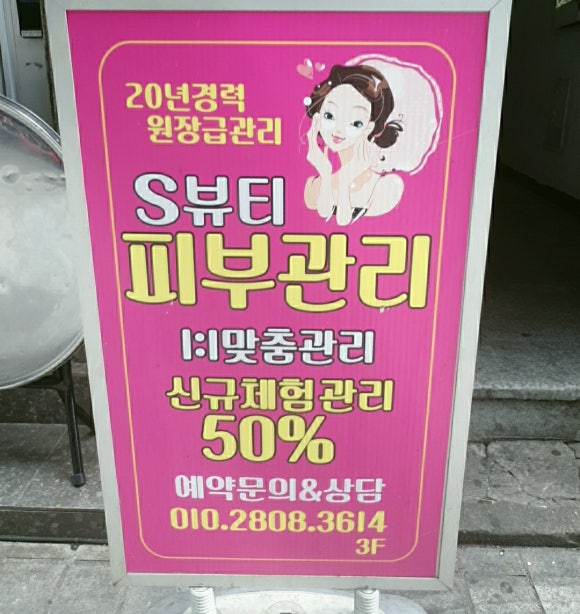 20년경력
원장급관리
S뷰티
피부관리
1:1맞춤관리
신규체험관리
50%
예약문의&상담
010.2808.3614
3F